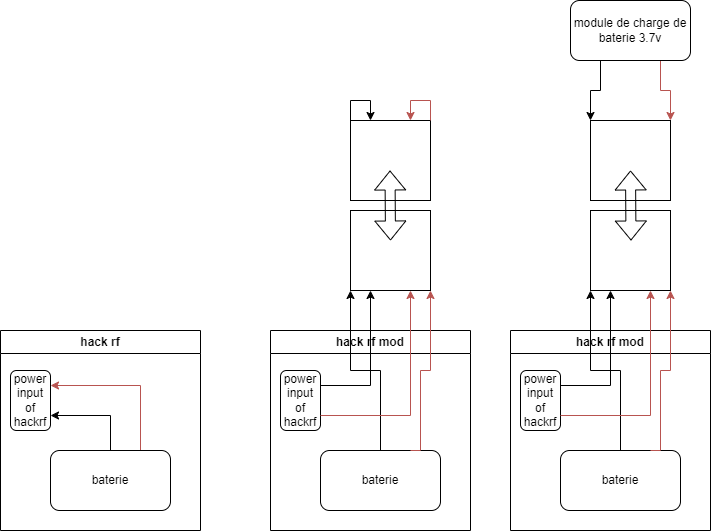 module de charge de
baterie 3.7v
hack rf
power
input
of
hackrf
baterie
hack rf mod
power
input
of
hackrf
baterie
hack rf mod
power
input
of
hackrf
baterie